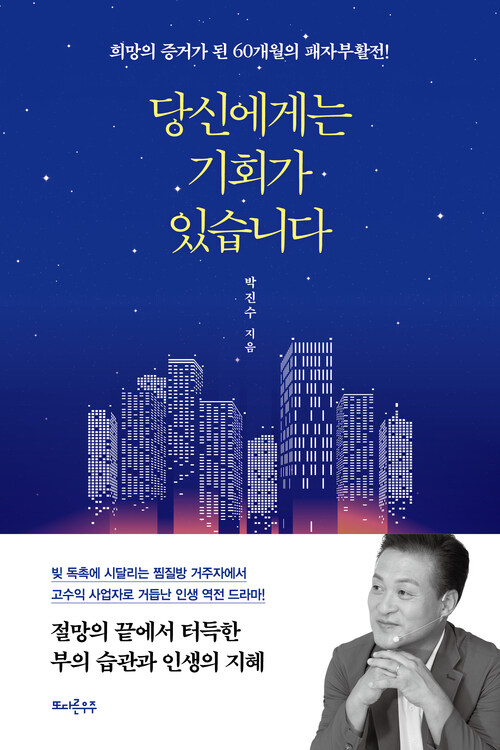 희망의 증거가 된 60개월의 패자부활전!
당신에게는
기회가
있습니다
박진수 지음
빚 독촉에 시달리는 찜질방 거주자에서
고수익 사업자로 거듭난 인생 역전 드라마!
절망의 끝에서 터득한
부의 습관과 인생의 지혜
또다른우주